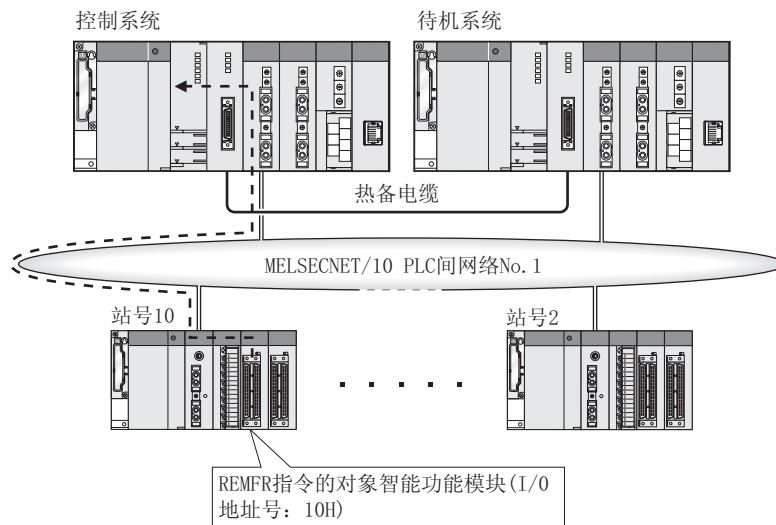 控制系统
待机系统
热备电缆
MELSECNET/10 PLC间网络No.1
站号10
站号2
REMFR指令的对象智能功能模块(I/O
地址号：10H)